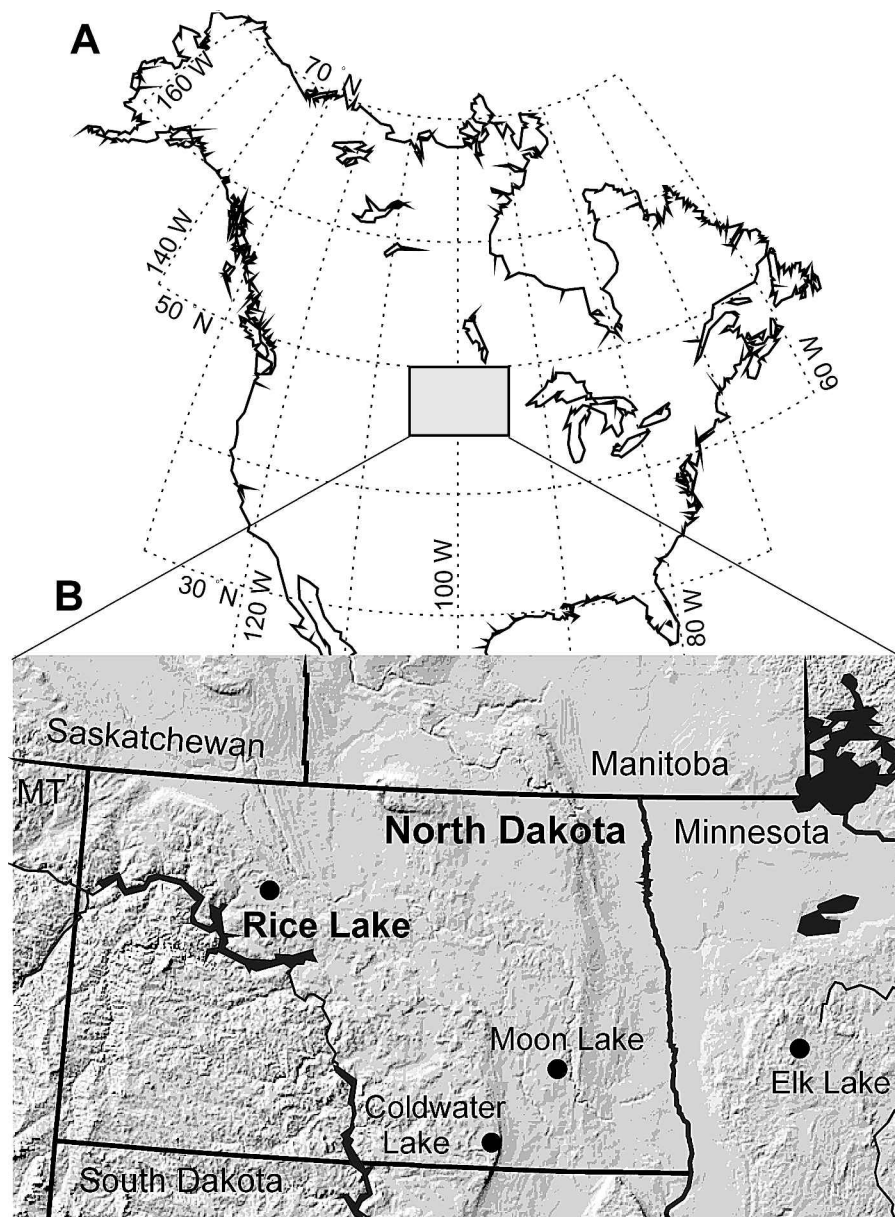 A
160 W
70 °N
140 W
50 N
60 W
100 W
30 °N
120 W
80 W
B
Saskatchewan
Manitoba
MT
North Dakota
Minnesota
Rice Lake
Moon Lake
Elk Lake
Coldwater
Lake
South Dakota